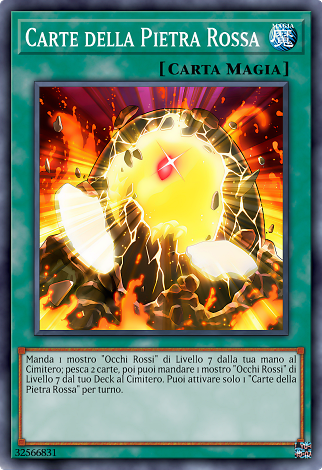 Carte della Pietra Rossa
MAGIA
[Carta Magia]
Manda 1 mostro "Occhi Rossi" di Livello 7 dalla tua mano al
Cimitero; pesca 2 carte, poi puoi mandare 1 mostro "Occhi Rossi" di
Livello 7 dal tuo Deck al Cimitero. Puoi attivare solo 1 "Carte della
Pietra Rossa" per turno.
32566831